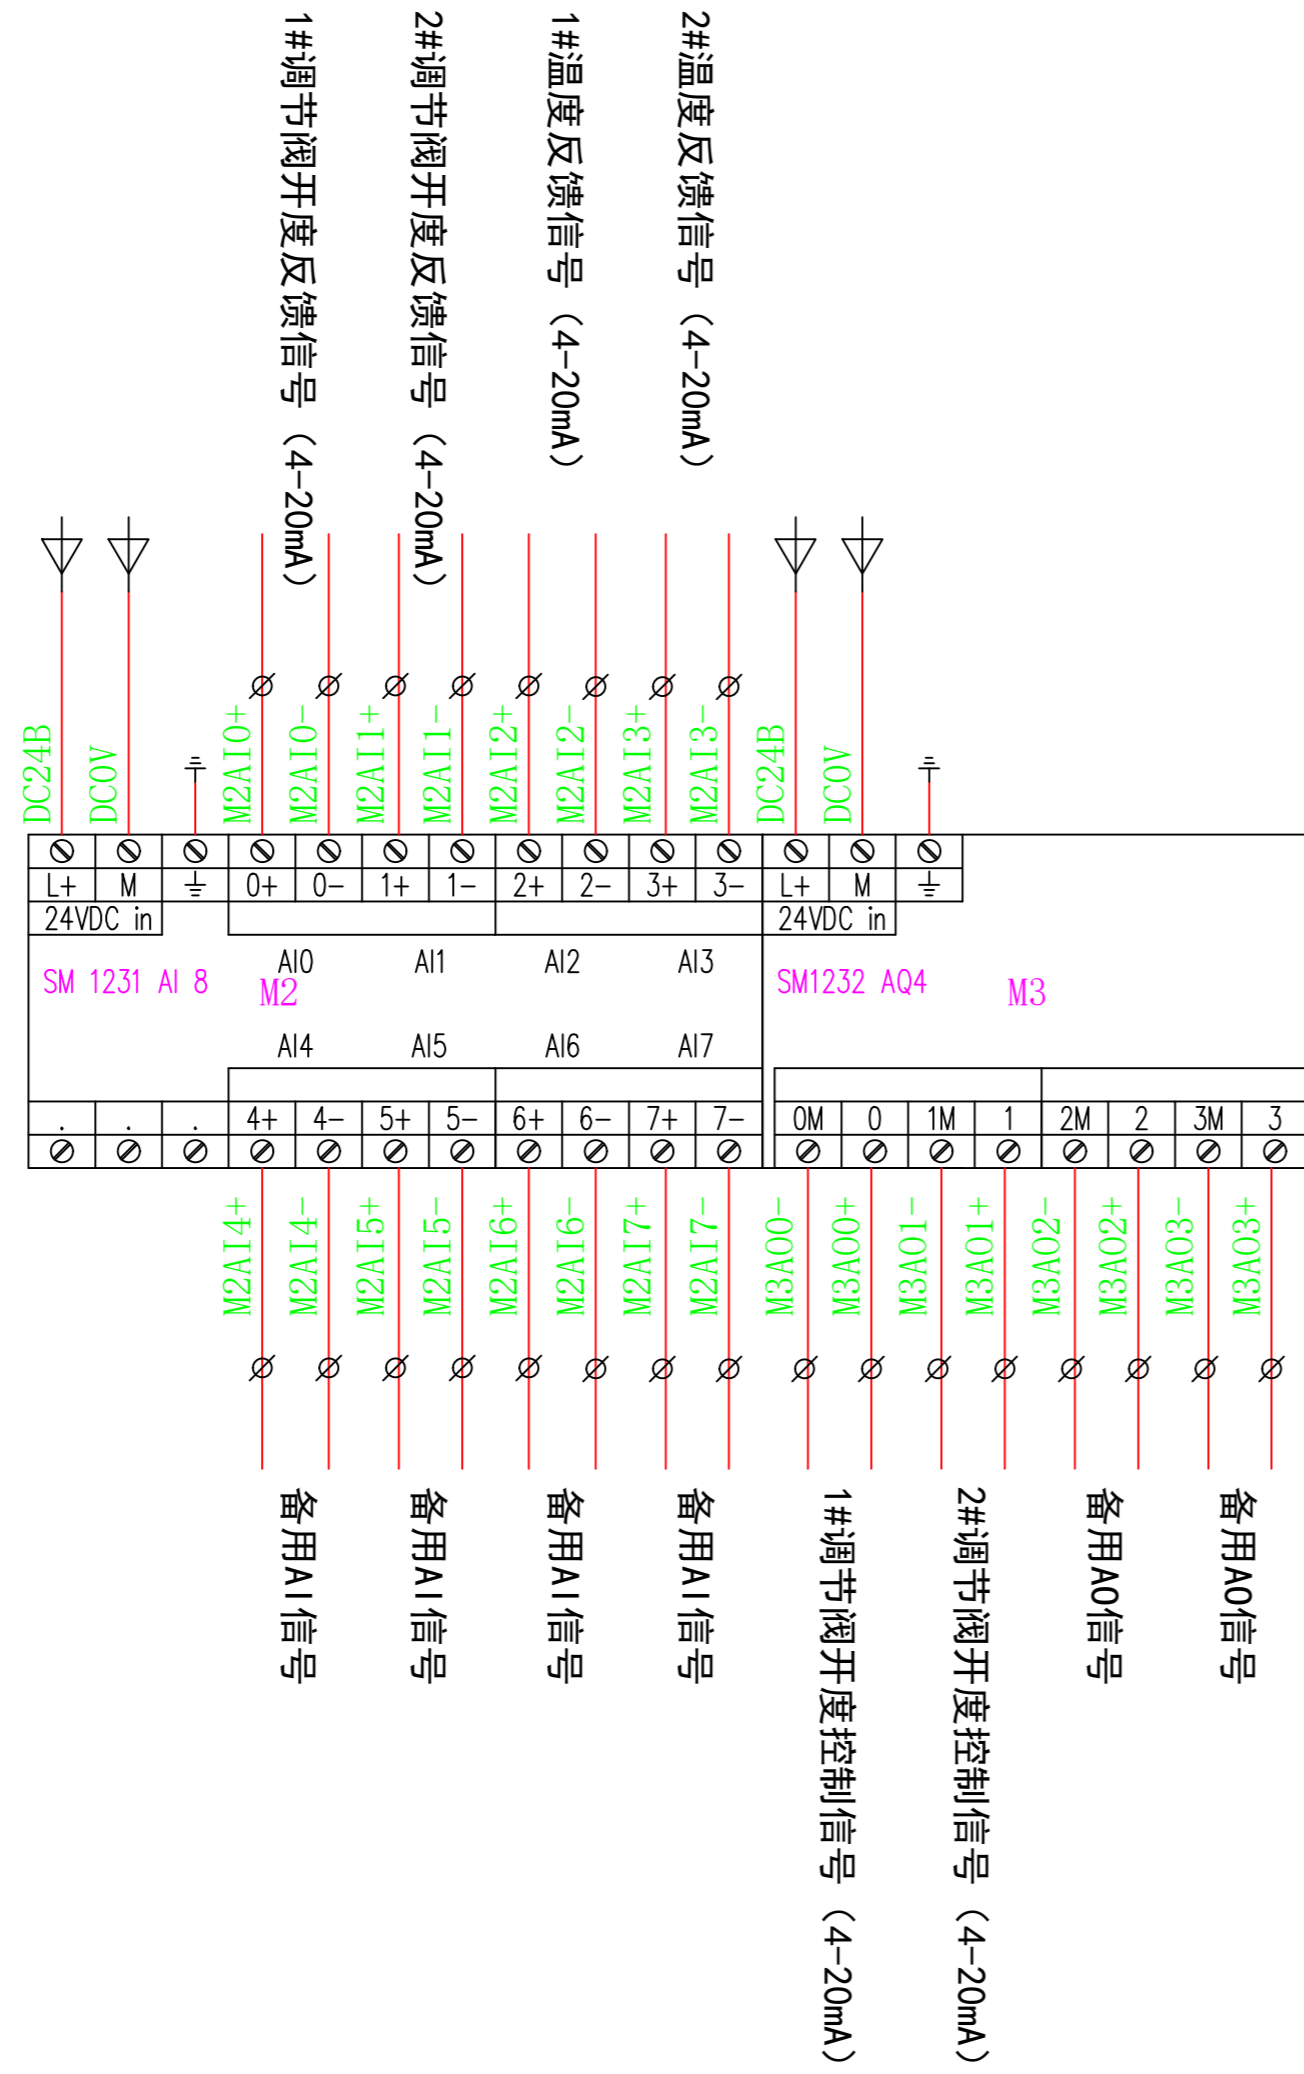 1#调节阀开度反馈信号（4-20mA）
2#调节阀开度反馈信号（4-20mA）
1#温度反馈信号（4-20mA）
2#温度反馈信号（4-20mA）
DC24B
DC0V
M2AI0+
M2AI0-
M2AI1+
M2AI1-
M2AI2+
M2AI2-
M2AI3+
M2AI3-
DC24B
DC0V
L+ M 0+ 0- 1+ 1- 2+ 2- 3+ 3- L+ M
24VDC in 24VDC in
AI0 AI1 AI2 AI3
SM 1231 AI 8 M2 SM1232 AQ4 M3
AI4 AI5 AI6 AI7
. . . 4+ 4- 5+ 5- 6+ 6- 7+ 7- 0M 0 1M 1 2M 2 3M 3
M2AI4+
M2AI4-
M2AI5+
M2AI5-
M2AI6+
M2AI6-
M2AI7+
M2AI7-
M3AO0-
M3AO0+
M3AO1-
M3AO1+
M3AO2-
M3AO2+
M3AO3-
M3AO3+
备用AI信号
备用AI信号
备用AI信号
备用AI信号
1#调节阀开度控制信号（4-20mA）
2#调节阀开度控制信号（4-20mA）
备用AO信号
备用AO信号